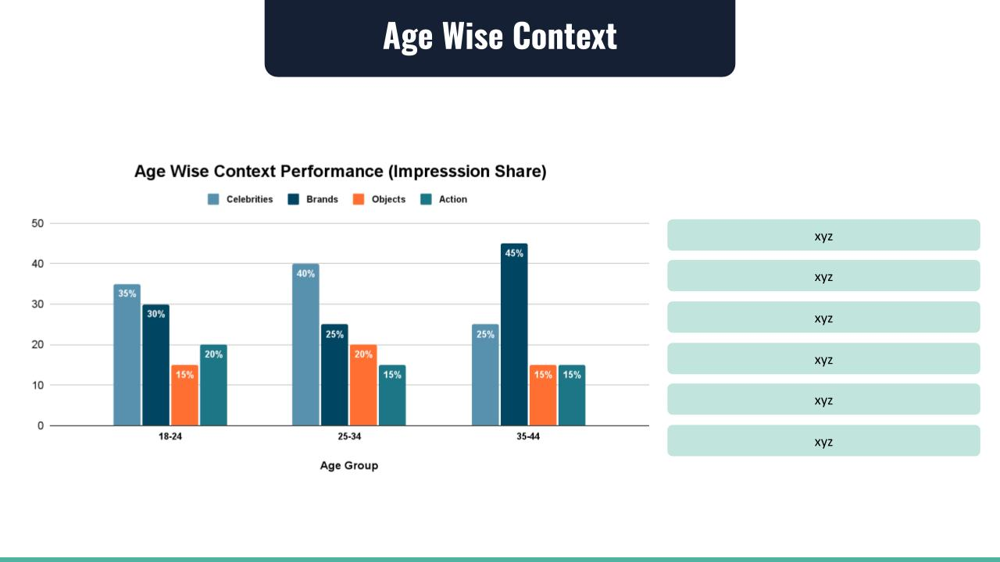 Age Wise Context
Age Wise Context Performance (Impresssion Share)
Celebrities Brands Objects Action
50
40
30
20
10
0
35% 30% 15% 20%
40% 25% 20% 15%
25% 45% 15% 15%
18-24 25-34 35-44
Age Group
xyz
xyz
xyz
xyz
xyz
xyz